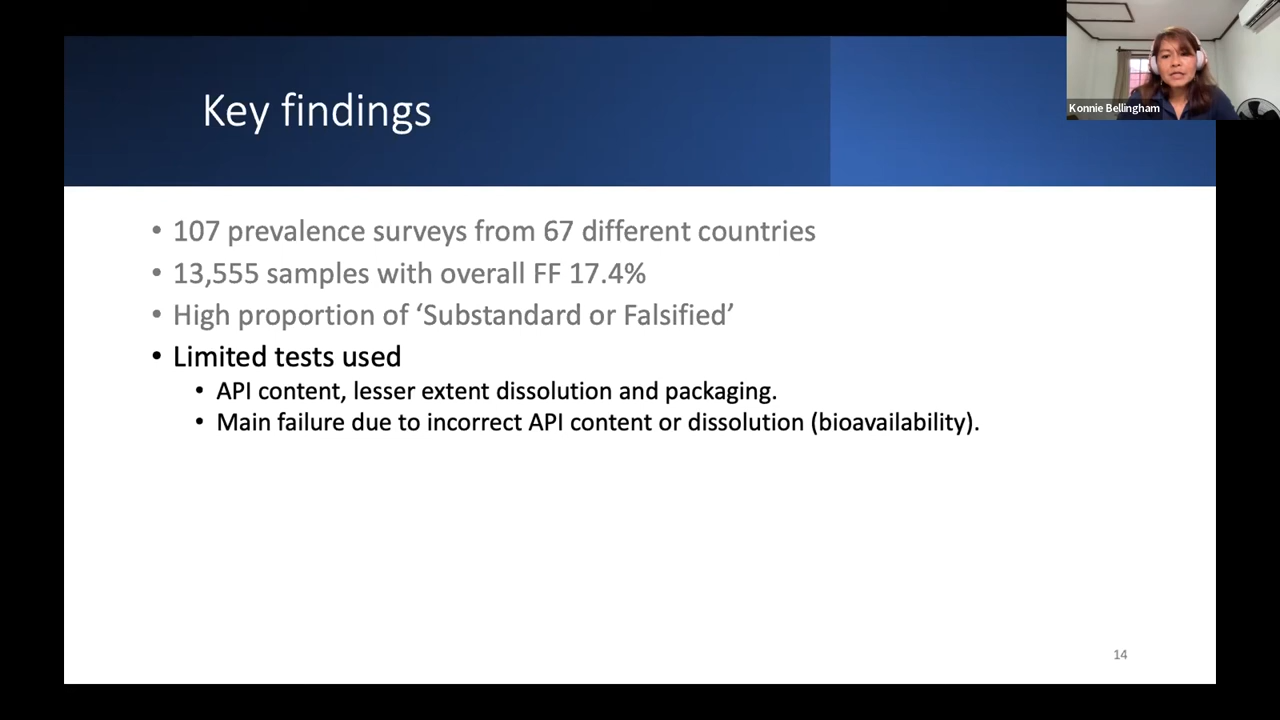 Konnie Bellingham
Key findings
• 107 prevalence surveys from 67 different countries
• 13,555 samples with overall FF 17.4%
• High proportion of ‘Substandard or Falsified’
• Limited tests used
• API content, lesser extent dissolution and packaging.
• Main failure due to incorrect API content or dissolution (bioavailability).
14